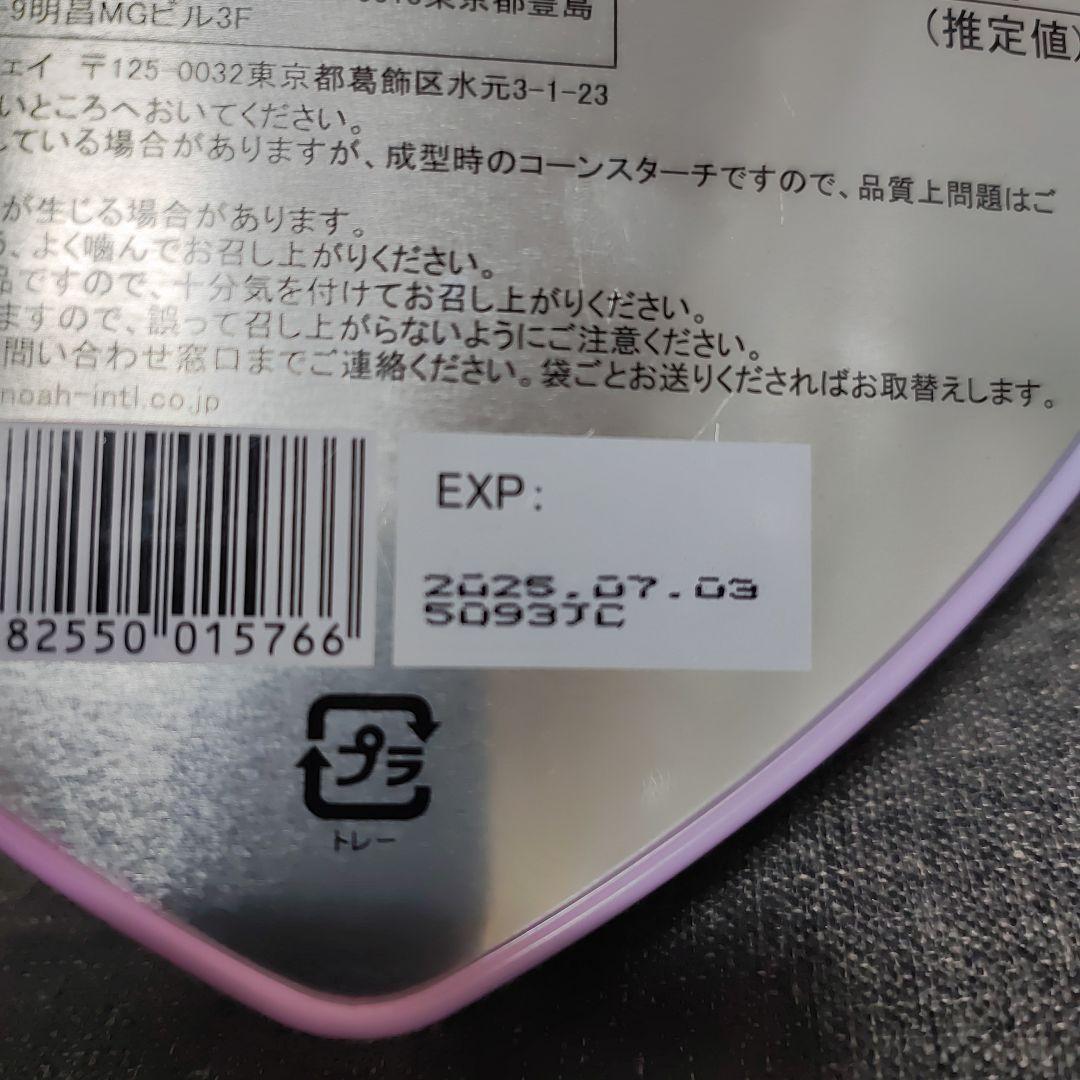 東京都豊島
-9明昌MGビル3F
(推定値)
ェイ 〒125-0032東京都葛飾区水元3-1-23
いところへおいてください。
している場合がありますが、成型時のコーンスターチですので、品質上問題はご
が生じる場合があります。
、よく噛んでお召し上がりください。
品ですので、十分気を付けてお召し上がりください。
ますので、誤って召し上がらないようにご注意ください。
問い合わせ窓口までご連絡ください。袋ごとお送りくださればお取替えします。
noah-intl.co.jp
EXP:
2025.07.03
5093JC
82550 015766
プラ
トレー